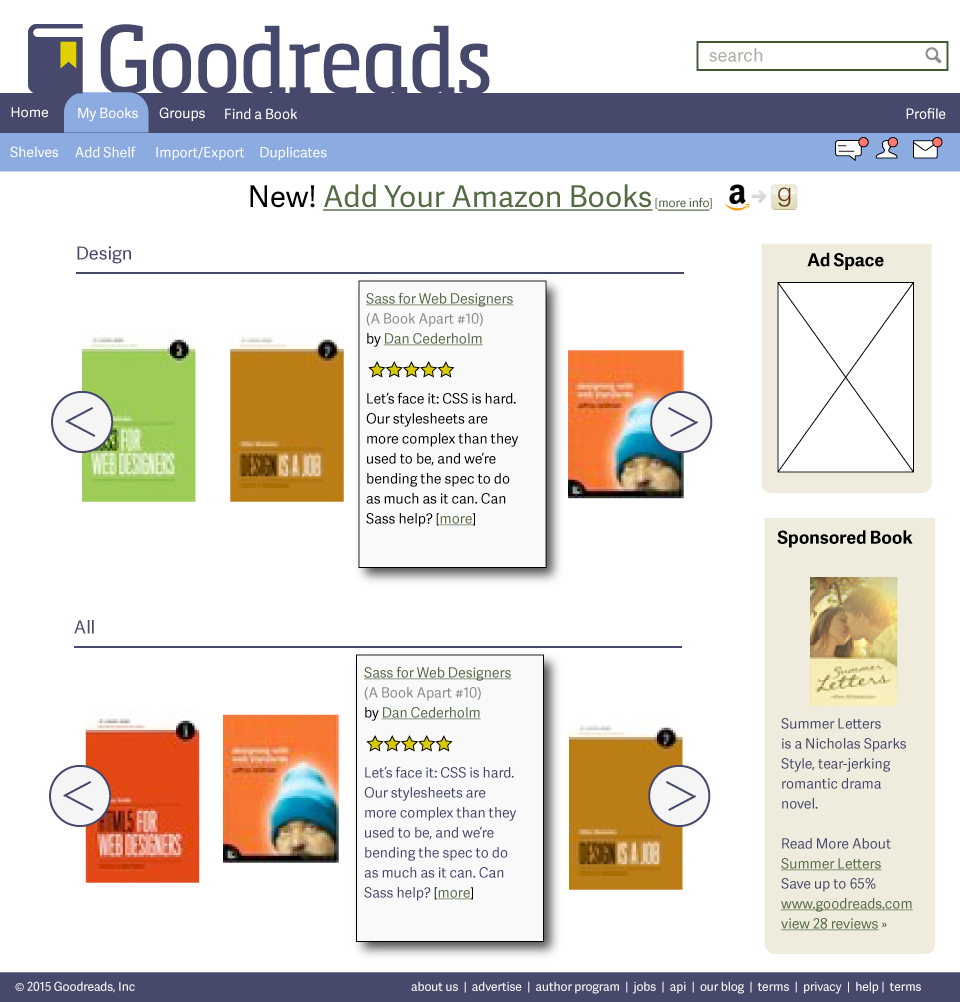 Goodreads
search
Home My Books Groups Find a Book Profile
Shelves Add Shelf Import/Export Duplicates
New! Add Your Amazon Books [more info] a g
Design
FOR
WEB DESIGNERS
DESIGN IS A JOB
Sass for Web Designers
(A Book Apart #10)
by Dan Cederholm
Let's face it: CSS is hard.
Our stylesheets are
more complex than they
used to be, and we're
bending the spec to do
as much as it can. Can
Sass help? [more]
designing with
web standards
<
>
Ad Space
Sponsored Book
Summer
Letters
Summer Letters
is a Nicholas Sparks
Style, tear-jerking
romantic drama
novel.
Read More About
Summer Letters
Save up to 65%
www.goodreads.com
view 28 reviews »
All
HTML5 FOR
WEB DESIGNERS
designing with
web standards
Sass for Web Designers
(A Book Apart #10)
by Dan Cederholm
Let's face it: CSS is hard.
Our stylesheets are
more complex than they
used to be, and we're
bending the spec to do
as much as it can. Can
Sass help? [more]
DESIGN IS A JOB
<
>
© 2015 Goodreads, Inc
about us | advertise | author program | jobs | api | our blog | terms | privacy | help | terms